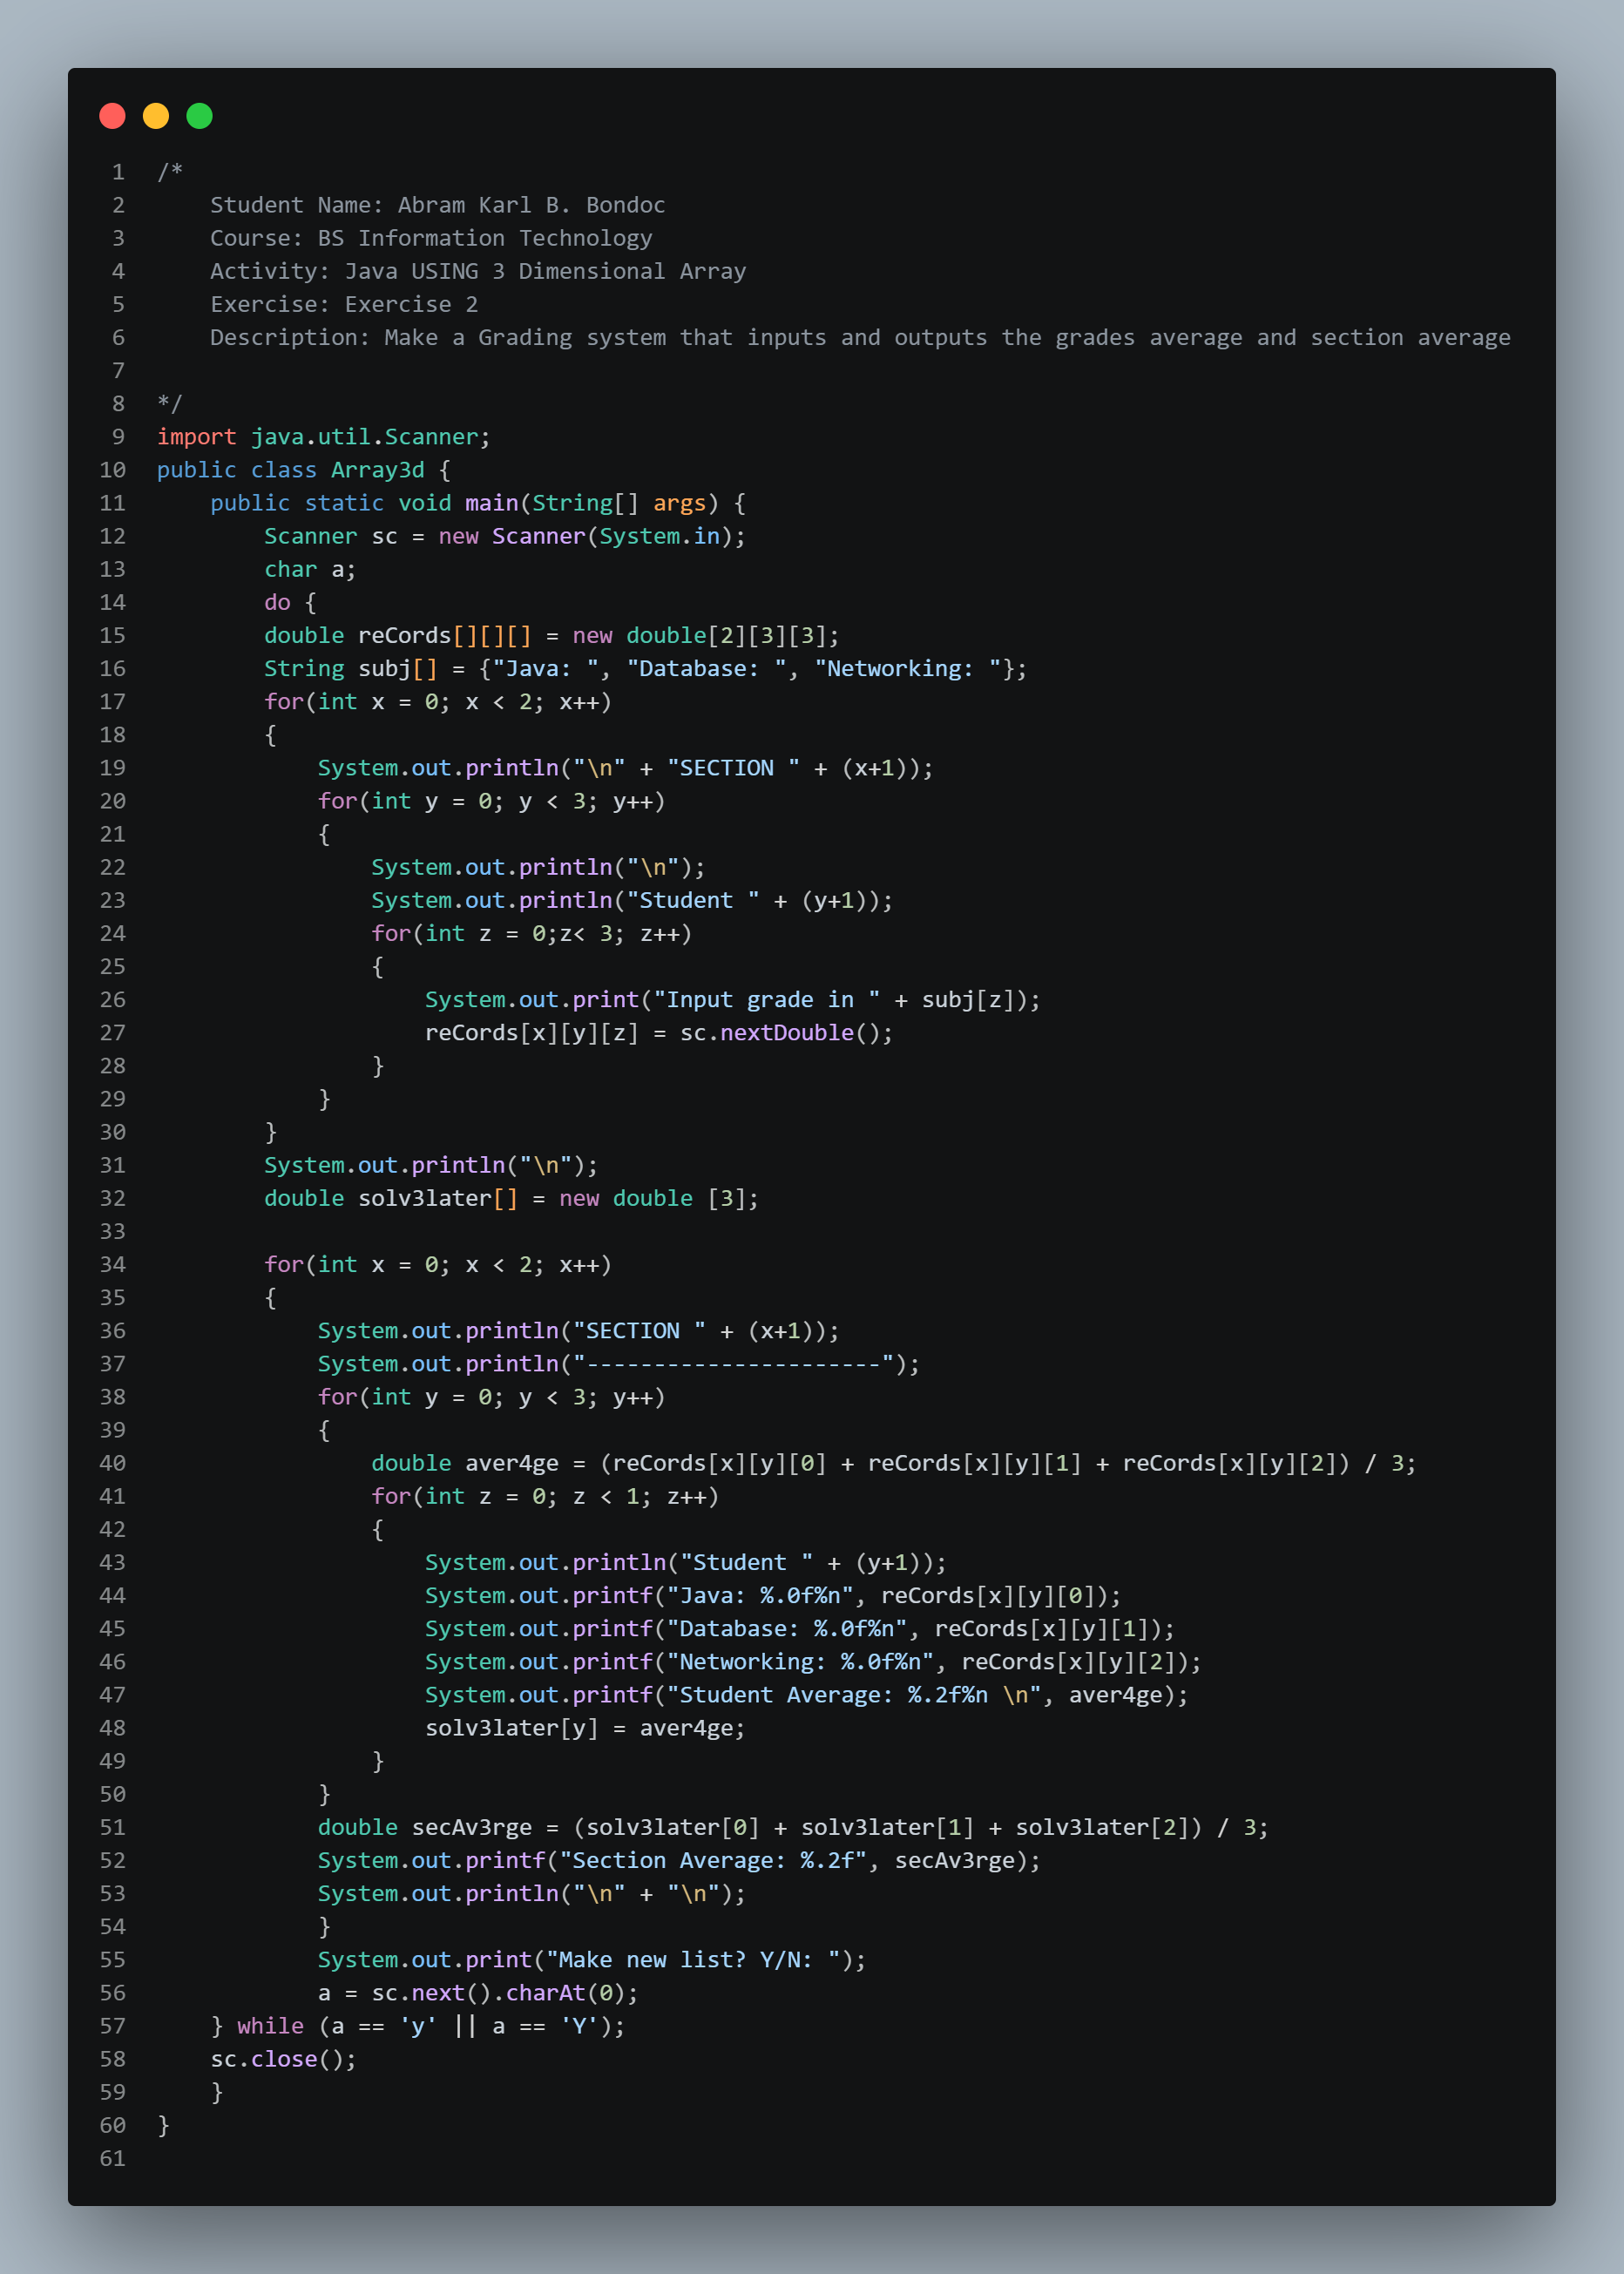 1 /*
2     Student Name: Abram Karl B. Bondoc
3     Course: BS Information Technology
4     Activity: Java USING 3 Dimensional Array
5     Exercise: Exercise 2
6     Description: Make a Grading system that inputs and outputs the grades average and section average
7
8 */
9 import java.util.Scanner;
10 public class Array3d {
11     public static void main(String[] args) {
12         Scanner sc = new Scanner(System.in);
13         char a;
14         do {
15         double reCords[][][] = new double[2][3][3];
16         String subj[] = {"Java: ", "Database: ", "Networking: "};
17         for(int x = 0; x < 2; x++)
18         {
19             System.out.println("\n" + "SECTION " + (x+1));
20             for(int y = 0; y < 3; y++)
21             {
22                 System.out.println("\n");
23                 System.out.println("Student " + (y+1));
24                 for(int z = 0;z< 3; z++)
25                 {
26                     System.out.print("Input grade in " + subj[z]);
27                     reCords[x][y][z] = sc.nextDouble();
28                 }
29             }
30         }
31         System.out.println("\n");
32         double solv3later[] = new double [3];
33
34         for(int x = 0; x < 2; x++)
35         {
36             System.out.println("SECTION " + (x+1));
37             System.out.println("----------------------");
38             for(int y = 0; y < 3; y++)
39             {
40                 double aver4ge = (reCords[x][y][0] + reCords[x][y][1] + reCords[x][y][2]) / 3;
41                 for(int z = 0; z < 1; z++)
42                 {
43                     System.out.println("Student " + (y+1));
44                     System.out.printf("Java: %.0f%n", reCords[x][y][0]);
45                     System.out.printf("Database: %.0f%n", reCords[x][y][1]);
46                     System.out.printf("Networking: %.0f%n", reCords[x][y][2]);
47                     System.out.printf("Student Average: %.2f%n \n", aver4ge);
48                     solv3later[y] = aver4ge;
49                 }
50             }
51             double secAv3rge = (solv3later[0] + solv3later[1] + solv3later[2]) / 3;
52             System.out.printf("Section Average: %.2f", secAv3rge);
53             System.out.println("\n" + "\n");
54             }
55             System.out.print("Make new list? Y/N: ");
56             a = sc.next().charAt(0);
57     } while (a == 'y' || a == 'Y');
58     sc.close();
59     }
60 }
61